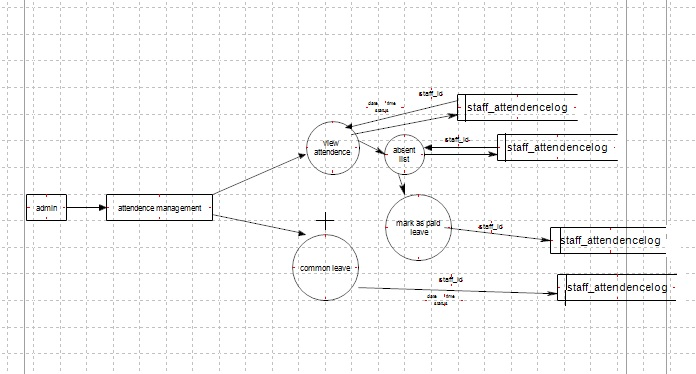 staff_id
date, time
status
staff_attendencelog
view
attendence
absent
list
staff_id
staff_attendencelog
admin
attendence management
mark as paid
leave
staff_id
staff_attendencelog
common leave
staff_id
date, time
status
staff_attendencelog